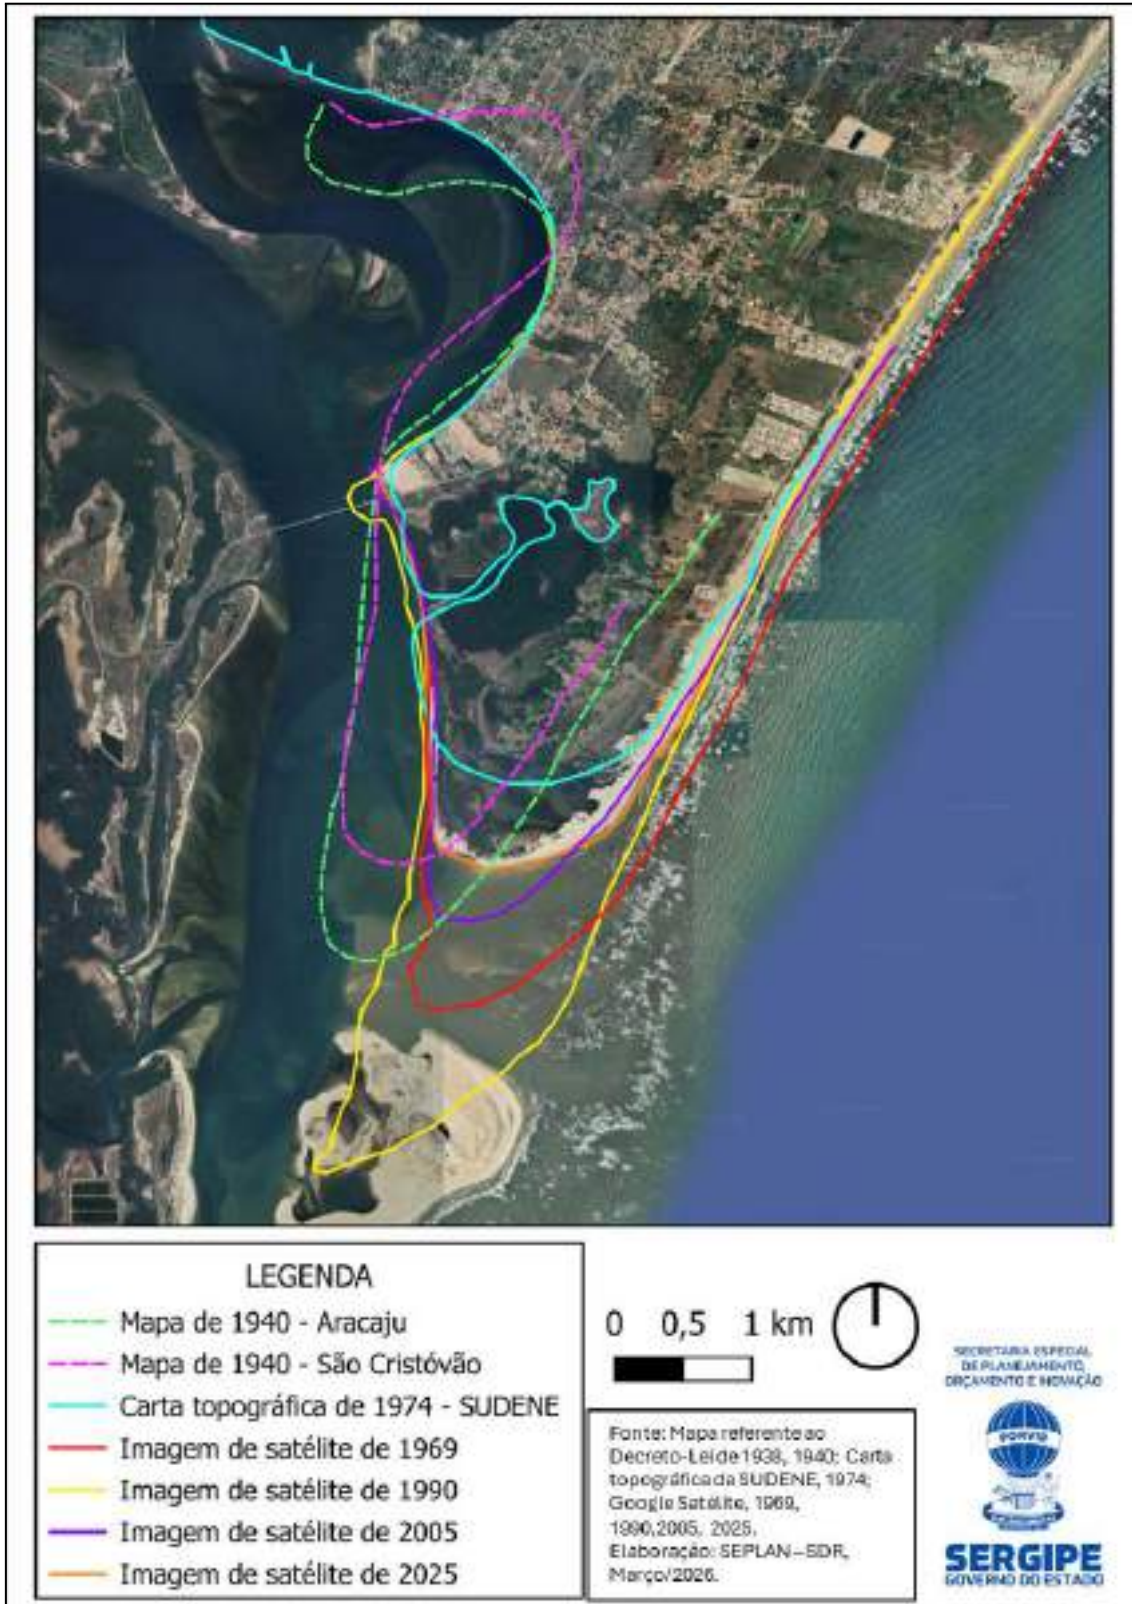 LEGENDA
Mapa de 1940 - Aracaju
Mapa de 1940 - São Cristóvão
Carta topográfica de 1974 - SUDENE
Imagem de satélite de 1969
Imagem de satélite de 1990
Imagem de satélite de 2005
Imagem de satélite de 2025
0 0,5 1 km
Fonte: Mapa referente ao
Decreto-Lei de 1938, 1940; Carta
topográfica da SUDENE, 1974;
Google Satélite, 1969,
1990,2005, 2025.
Elaboração: SEPLAN-SDR,
Março/2026.
SECRETARIA ESPECIAL
DE PLANEJAMENTO,
ORÇAMENTO E INOVAÇÃO
SERGIPE
GOVERNO DO ESTADO